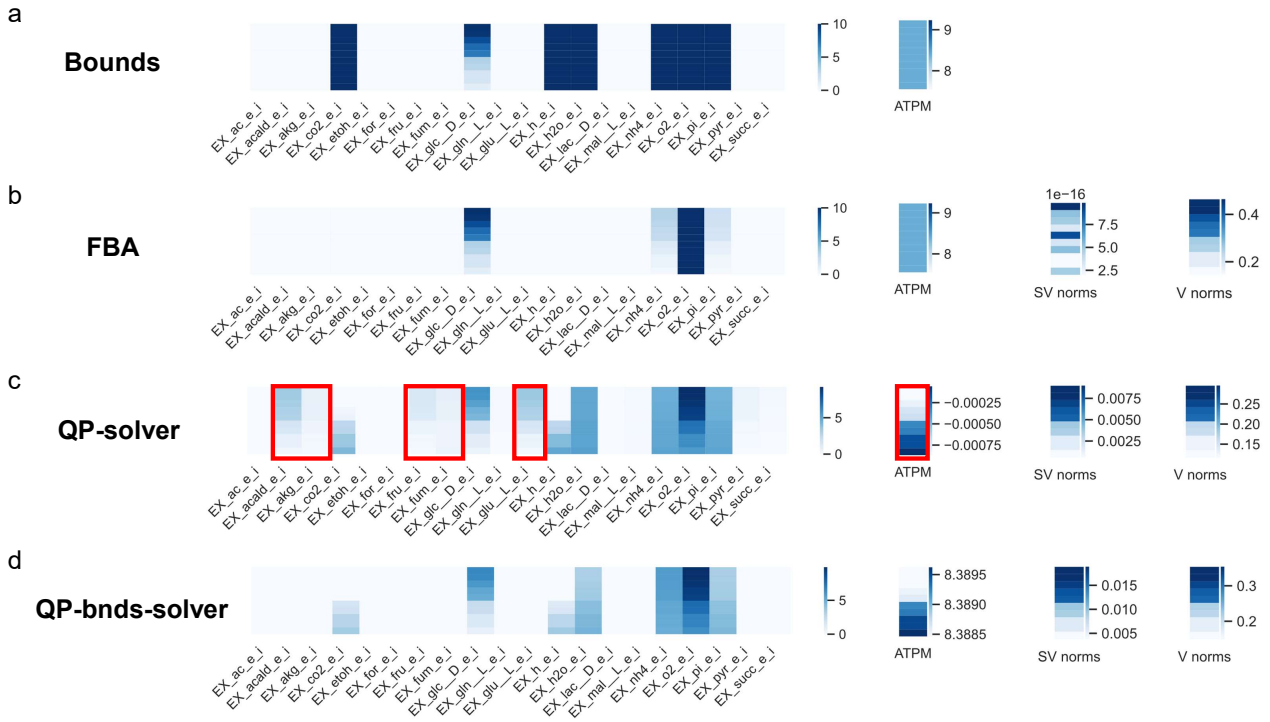 a
Bounds
10
5
0
9
8
ATPM
EX_ac_e_i
EX_acald_e_i
EX_akg_e_i
EX_co2_e_i
EX_etoh_e_i
EX_for_e_i
EX_fru_e_i
EX_fum_e_i
EX_glc__D_e_i
EX_gln__L_e_i
EX_glu__L_e_i
EX_h_e_i
EX_h2o_e_i
EX_lac__D_e_i
EX_mal__L_e_i
EX_nh4_e_i
EX_o2_e_i
EX_pi_e_i
EX_pyr_e_i
EX_succ_e_i
b
FBA
10
5
0
9
8
ATPM
1e−16
7.5
5.0
2.5
SV norms
0.4
0.2
V norms
EX_ac_e_i
EX_acald_e_i
EX_akg_e_i
EX_co2_e_i
EX_etoh_e_i
EX_for_e_i
EX_fru_e_i
EX_fum_e_i
EX_glc__D_e_i
EX_gln__L_e_i
EX_glu__L_e_i
EX_h_e_i
EX_h2o_e_i
EX_lac__D_e_i
EX_mal__L_e_i
EX_nh4_e_i
EX_o2_e_i
EX_pi_e_i
EX_pyr_e_i
EX_succ_e_i
c
QP-solver
5
0
−0.00025
−0.00050
−0.00075
ATPM
0.0075
0.0050
0.0025
SV norms
0.25
0.20
0.15
V norms
EX_ac_e_i
EX_acald_e_i
EX_akg_e_i
EX_co2_e_i
EX_etoh_e_i
EX_for_e_i
EX_fru_e_i
EX_fum_e_i
EX_glc__D_e_i
EX_gln__L_e_i
EX_glu__L_e_i
EX_h_e_i
EX_h2o_e_i
EX_lac__D_e_i
EX_mal__L_e_i
EX_nh4_e_i
EX_o2_e_i
EX_pi_e_i
EX_pyr_e_i
EX_succ_e_i
d
QP-bnds-solver
5
0
8.3895
8.3890
8.3885
ATPM
0.015
0.010
0.005
SV norms
0.3
0.2
V norms
EX_ac_e_i
EX_acald_e_i
EX_akg_e_i
EX_co2_e_i
EX_etoh_e_i
EX_for_e_i
EX_fru_e_i
EX_fum_e_i
EX_glc__D_e_i
EX_gln__L_e_i
EX_glu__L_e_i
EX_h_e_i
EX_h2o_e_i
EX_lac__D_e_i
EX_mal__L_e_i
EX_nh4_e_i
EX_o2_e_i
EX_pi_e_i
EX_pyr_e_i
EX_succ_e_i